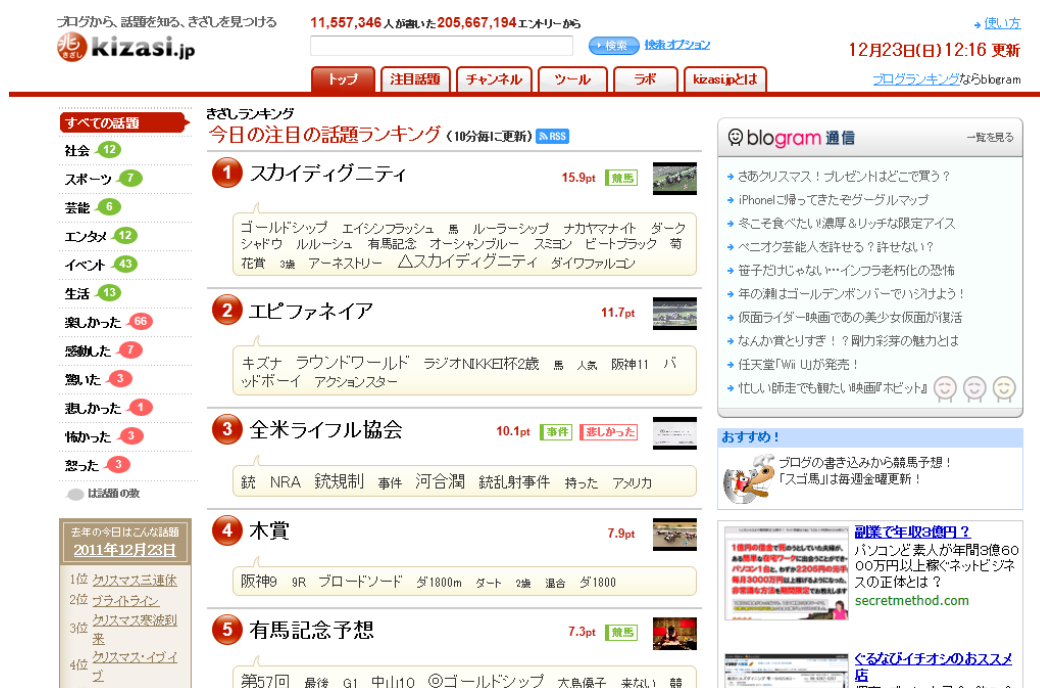 ブログから、話題を知る、きざしを見つける
11,557,346人が書いた205,667,194エントリーから
使い方
きざし
kizasi.jp
検索
検索オプション
12月23日(日)12:16 更新
トップ
注目話題
チャンネル
ツール
ラボ
kizasi.jpとは
ブログランキングならblogram
すべての話題
社会 12
スポーツ 7
芸能 6
エンタメ 12
イベント 43
生活 13
楽しかった 66
感動した 7
驚いた 3
悲しかった 1
怖かった 3
怒った 3
は話題の数
去年の今日はこんな話題
2011年12月23日
1位 クリスマス三連休
2位 ブライトライン
3位 クリスマス寒波到
来
4位 クリスマス・イブイ
ブ
きざしランキング
今日の注目の話題ランキング (10分毎に更新) RSS
1 スカイディグニティ
15.9pt 競馬
ゴールドシップ エイシンフラッシュ 馬 ルーラーシップ ナカヤマナイト ダーク
シャドウ ルルーシュ 有馬記念 オーシャンブルー スミヨン ビートブラック 菊
花賞 3歳 アーネストリー △スカイディグニティ ダイワファルコン
2 エピファネイア
11.7pt
キズナ ラウンドワールド ラジオNIKKEI杯2歳 馬 人気 阪神11 バ
ッドボーイ アクションスター
3 全米ライフル協会
10.1pt 事件 悲しかった
銃 NRA 銃規制 事件 河合潤 銃乱射事件 持った アメリカ
4 木賞
7.9pt
阪神9 9R ブロードソード ダ1800m ダート 2歳 混合 ダ1800
5 有馬記念予想
7.3pt 競馬
第57回 最後 G1 中山10 ◎ゴールドシップ 大島優子 来ない 競
blogram 通信
一覧を見る
さあクリスマス！プレゼントはどこで買う？
iPhoneに帰ってきたぞグーグルマップ
冬こそ食べたい!濃厚＆リッチな限定アイス
ペニオク芸能人を許せる？許せない？
笹子だけじゃない…インフラ老朽化の恐怖
年の瀬はゴールデンボンバーでハジけよう！
仮面ライダー映画であの美少女仮面が復活
なんか賞とりすぎ！？剛力彩芽の魅力とは
任天堂「Wii U」が発売！
忙しい師走でも観たい映画『ホビット』
おすすめ！
ブログの書き込みから競馬予想！
「スゴ馬」は毎週金曜更新！
副業で年収3億円？
パソコンど素人が年間3億60
00万円以上稼ぐネットビジネ
スの正体とは？
secretmethod.com
ぐるなびイチオシのおススメ
店